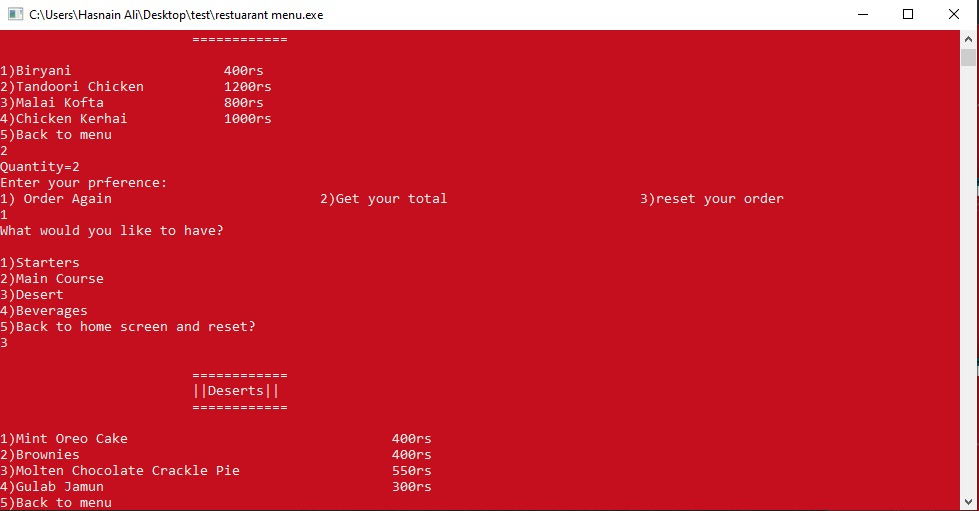 C:\Users\Hasnain Ali\Desktop\test\restuarant menu.exe
============
1)Biryani 400rs
2)Tandoori Chicken 1200rs
3)Malai Kofta 800rs
4)Chicken Kerhai 1000rs
5)Back to menu
2
Quantity=2
Enter your prference:
1) Order Again 2)Get your total 3)reset your order
1
What would you like to have?
1)Starters
2)Main Course
3)Desert
4)Beverages
5)Back to home screen and reset?
3
============
||Deserts||
============
1)Mint Oreo Cake 400rs
2)Brownies 400rs
3)Molten Chocolate Crackle Pie 550rs
4)Gulab Jamun 300rs
5)Back to menu